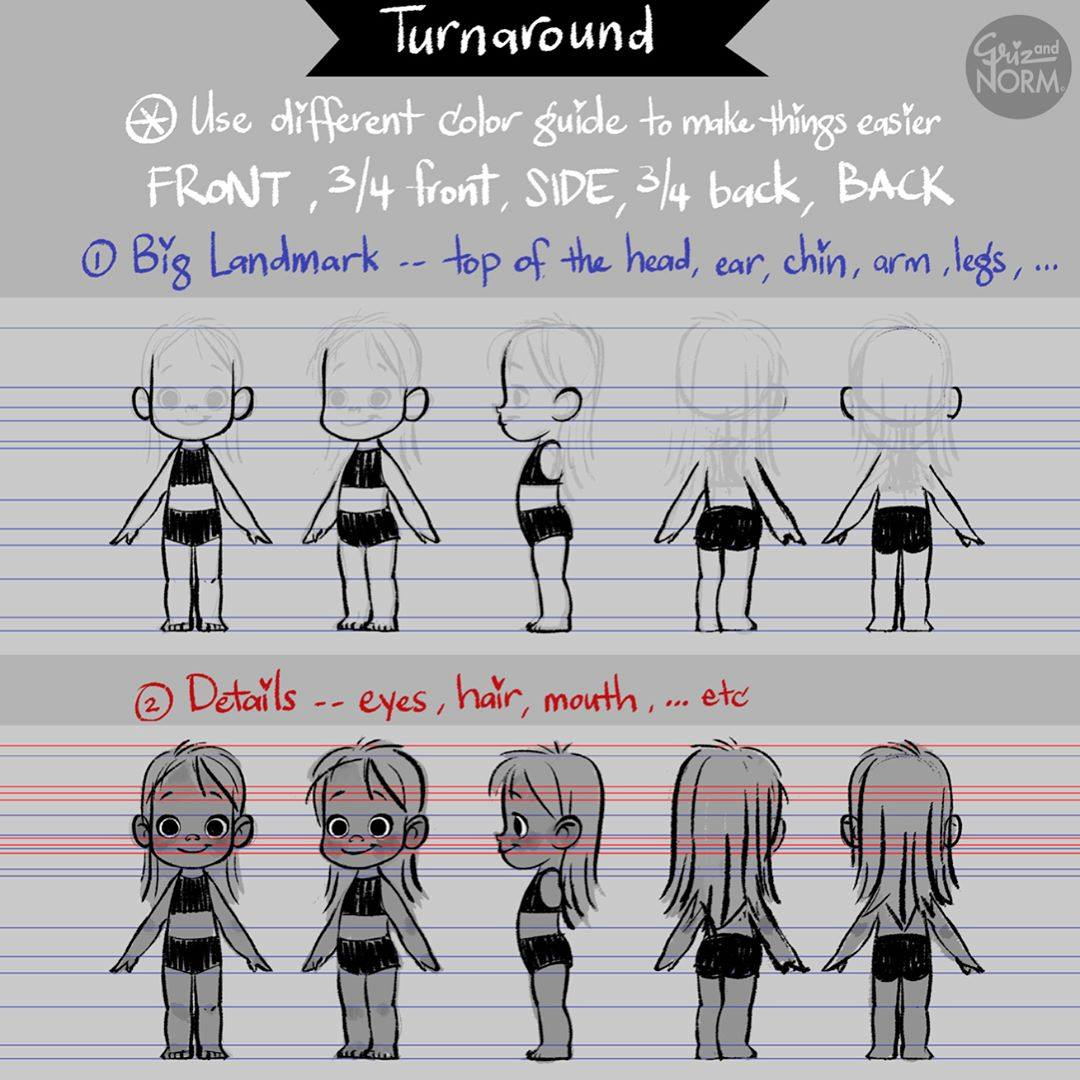 Turnaround
Griz and
NORM®
Use different color guide to make things easier
FRONT, 3/4 front, SIDE, 3/4 back, BACK
① Big Landmark -- top of the head, ear, chin, arm, legs, ...
② Details -- eyes, hair, mouth, ... etc